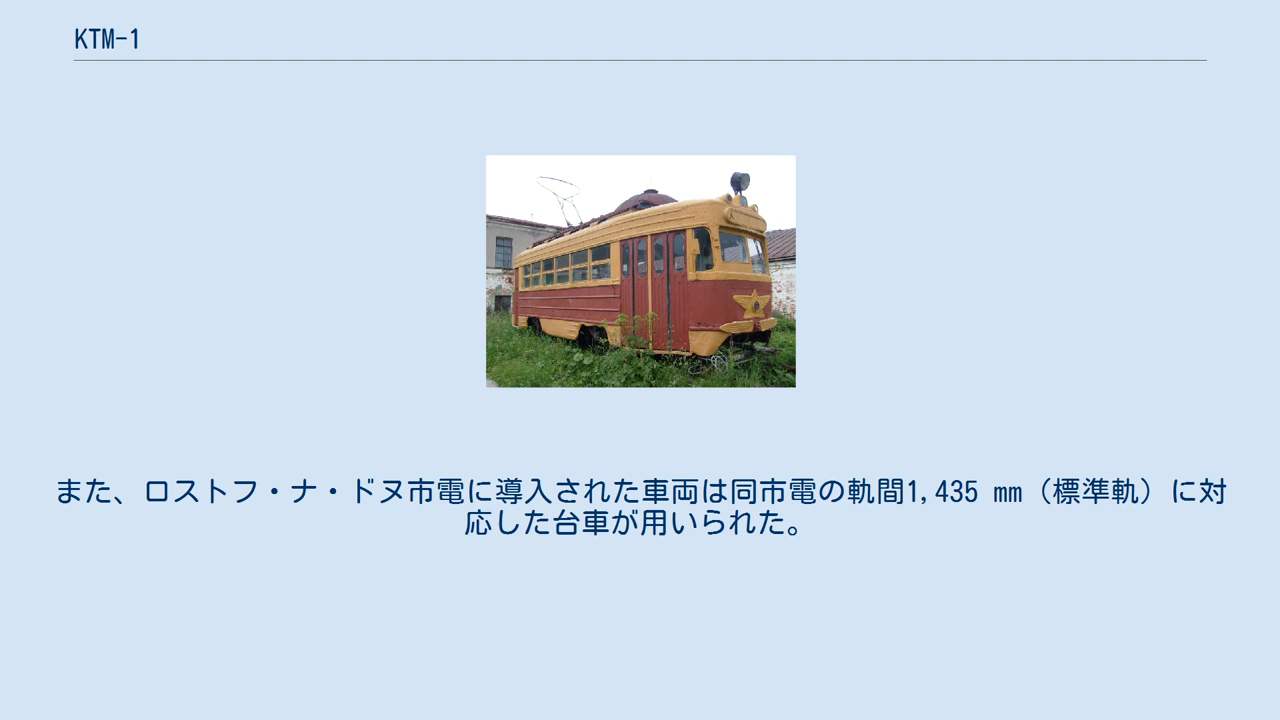 KTM-1
また、ロストフ・ナ・ドヌ市電に導入された車両は同市電の軌間1,435 mm（標準軌）に対
応した台車が用いられた。